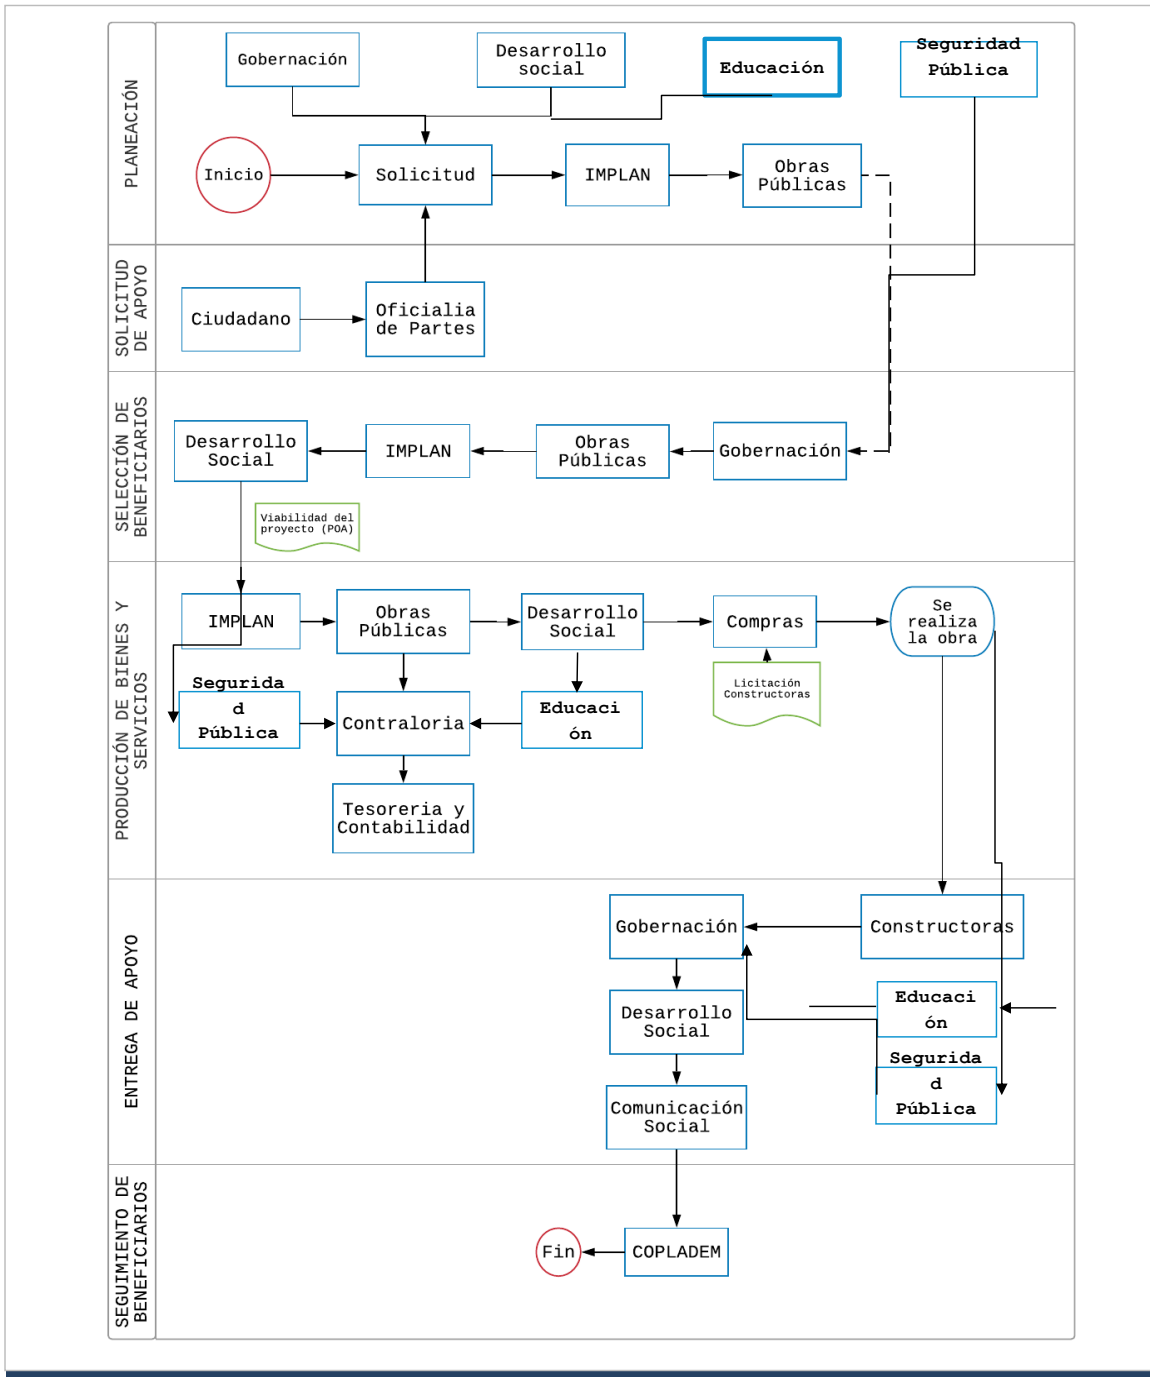 PLANEACIÓN
Gobernación
Desarrollo
social
Educación
Seguridad
Pública
Inicio
Solicitud
IMPLAN
Obras
Públicas
SOLICITUD
DE APOYO
Ciudadano
Oficialia
de Partes
SELECCIÓN DE
BENEFICIARIOS
Desarrollo
Social
IMPLAN
Obras
Públicas
Gobernación
Viabilidad del
proyecto (POA)
PRODUCCIÓN DE BIENES Y
SERVICIOS
IMPLAN
Obras
Públicas
Desarrollo
Social
Compras
Se
realiza
la obra
Segurida
d
Pública
Contraloria
Educaci
ón
Licitación
Constructoras
Tesoreria y
Contabilidad
ENTREGA DE APOYO
Gobernación
Constructoras
Desarrollo
Social
Educaci
ón
Segurida
d
Pública
Comunicación
Social
SEGUIMIENTO DE
BENEFICIARIOS
Fin
COPLADEM